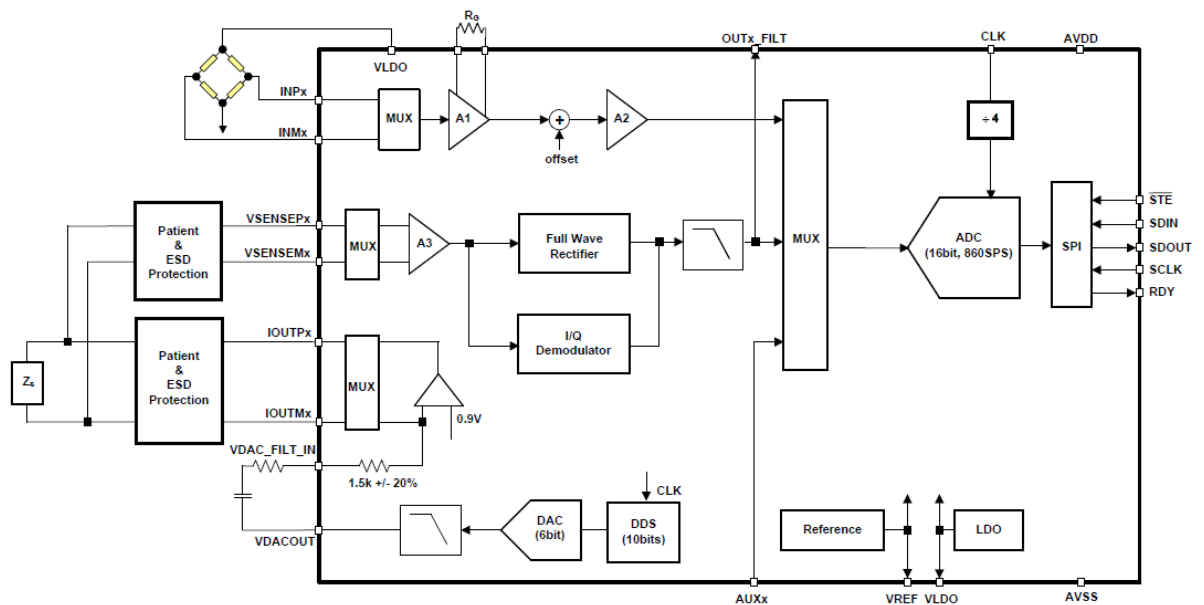 RG
OUTx_FILT
CLK
AVDD
VLDO
INPx
INMx
MUX
A1
+
A2
offset
÷4
MUX
Patient
&
ESD
Protection
VSENSEPx
VSENSEMx
MUX
A3
Full Wave
Rectifier
ADC
(16bit, 860SPS)
SPI
STE
SDIN
SDOUT
SCLK
RDY
I/Q
Demodulator
Zs
Patient
&
ESD
Protection
IOUTPx
IOUTMx
MUX
0.9V
VDAC_FILT_IN
1.5k +/- 20%
CLK
VDACOUT
DAC
(6bit)
DDS
(10bits)
Reference
LDO
AUXx
VREF
VLDO
AVSS